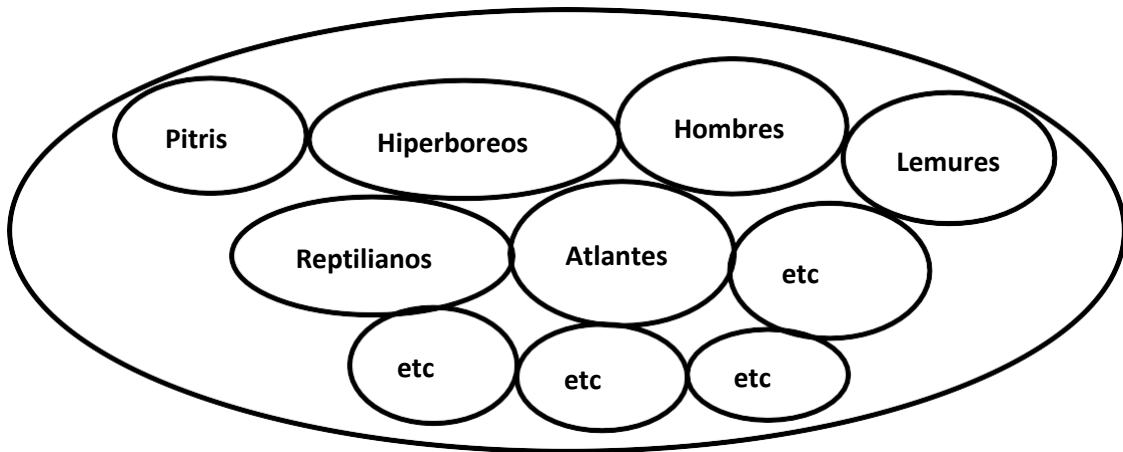 Pitris
Hiperboreos
Hombres
Lemures
Reptilianos
Atlantes
etc
etc
etc
etc